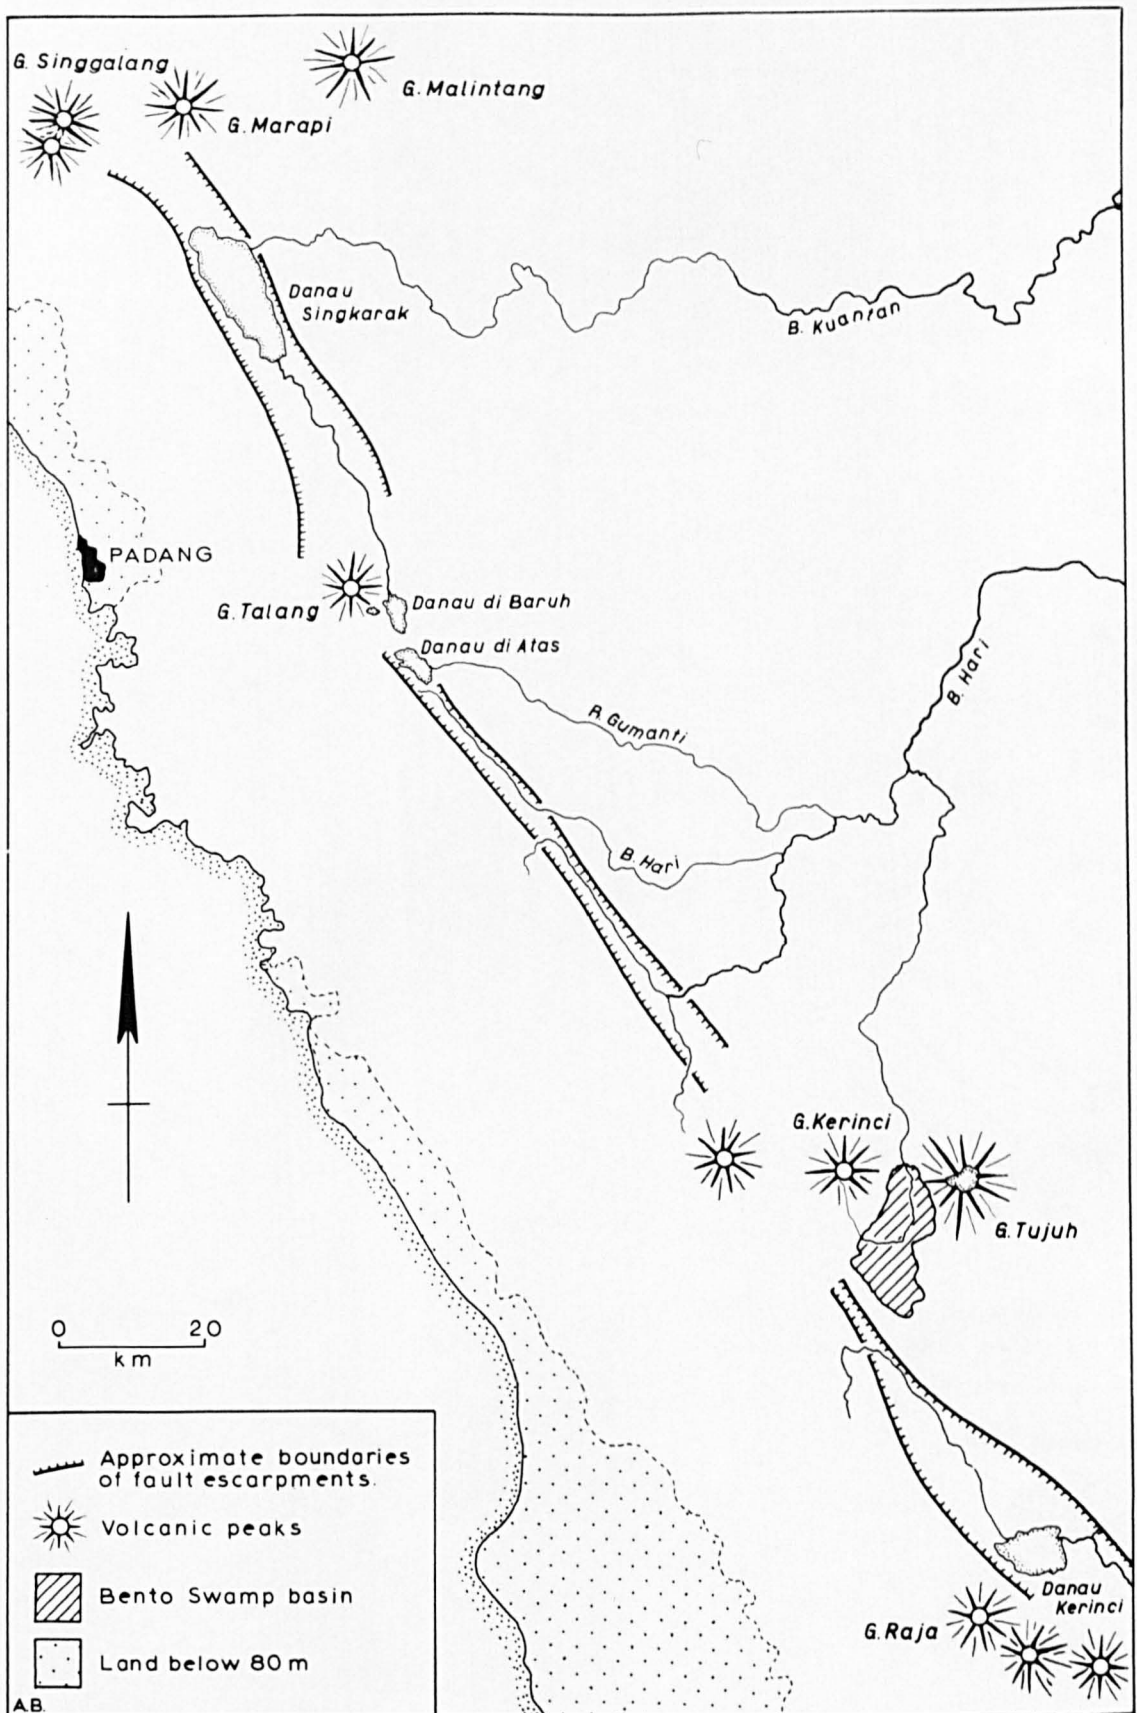 G. Singgalang
G. Malintang
G. Marapi
Danau
Singkarak
B. Kuantan
PADANG
G. Talang
Danau di Baruh
Danau di Atas
B. Hari
R. Gumanti
B. Hari
G. Kerinci
G. Tujuh
0 20
km
Danau
Kerinci
G. Raja
Approximate boundaries
of fault escarpments.
Volcanic peaks
Bento Swamp basin
Land below 80 m
A.B.